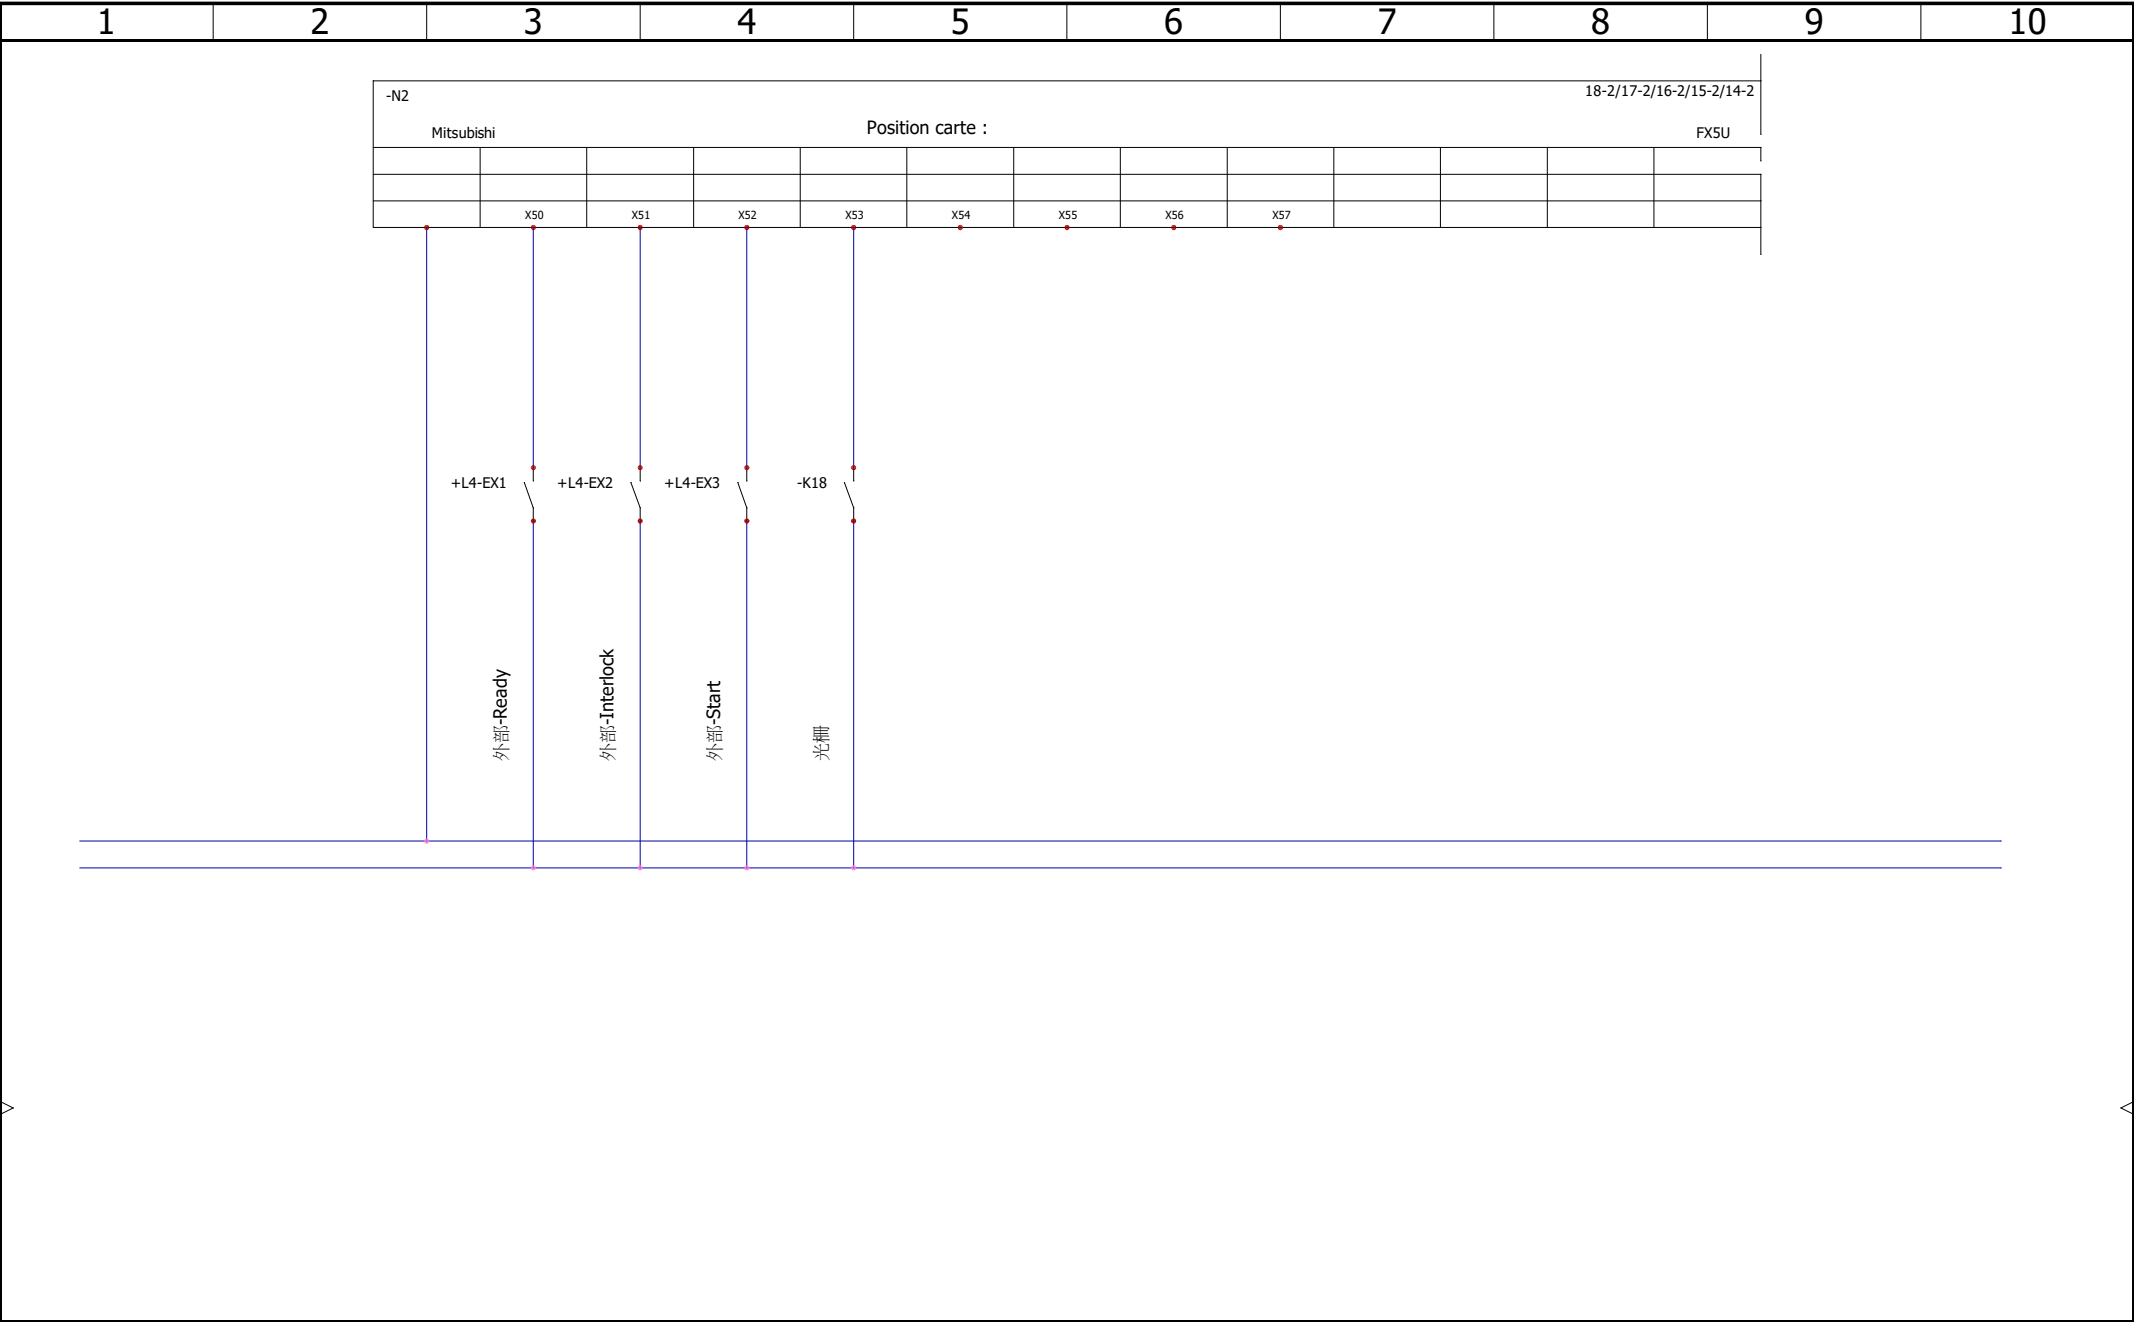 1 2 3 4 5 6 7 8 9 10
-N2 18-2/17-2/16-2/15-2/14-2
Mitsubishi Position carte : FX5U
X50 X51 X52 X53 X54 X55 X56 X57
+L4-EX1 +L4-EX2 +L4-EX3 -K18
外部-Ready
外部-Interlock
外部-Start
光柵